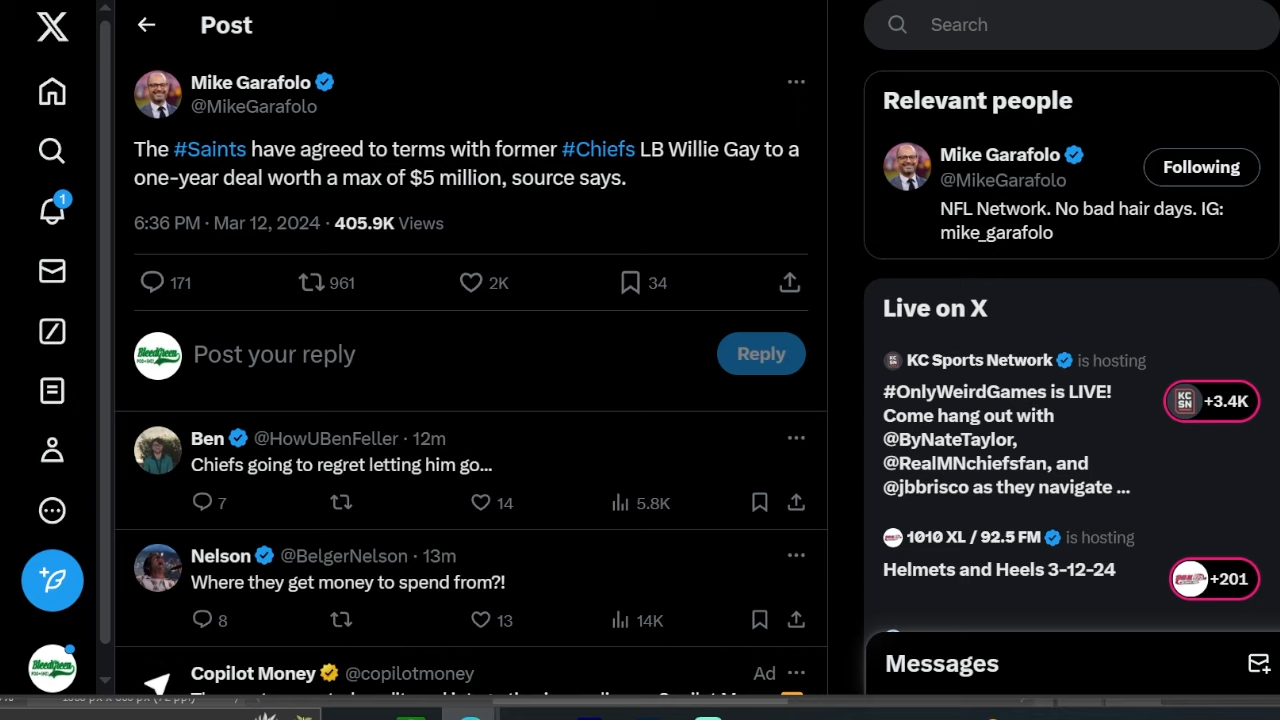 Post
Mike Garafolo
@MikeGarafolo
The #Saints have agreed to terms with former #Chiefs LB Willie Gay to a
one-year deal worth a max of $5 million, source says.
6:36 PM · Mar 12, 2024 · 405.9K Views
171 961 2K 34
BleedGreen
Post your reply
Reply
Ben @HowUBenFeller · 12m
Chiefs going to regret letting him go...
7 14 5.8K
Nelson @BelgerNelson · 13m
Where they get money to spend from?!
8 13 14K
Copilot Money @copilotmoney Ad
1
BleedGreen
Search
Relevant people
Mike Garafolo
@MikeGarafolo
Following
NFL Network. No bad hair days. IG:
mike_garafolo
Live on X
KC Sports Network is hosting
#OnlyWeirdGames is LIVE!
Come hang out with
@ByNateTaylor,
@RealMNchiefsfan, and
@jbbrisco as they navigate ...
KC
SN
+3.4K
1010 XL / 92.5 FM is hosting
Helmets and Heels 3-12-24
+201
Messages